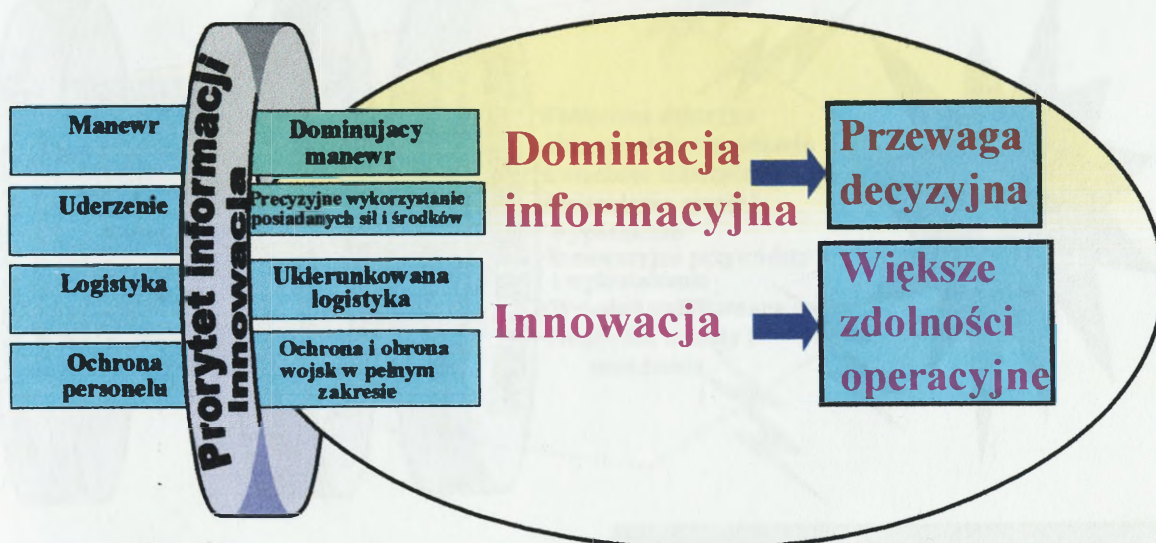 Manewr
Uderzenie
Logistyka
Ochrona
personelu
Prorytet informacji
Innowacja
Dominujacy
manewr
Precyzyjne wykorzystanie
posiadanych sił i środków
Ukierunkowana
logistyka
Ochrona i obrona
wojsk w pełnym
zakresie
Dominacja
informacyjna
Innowacja
Przewaga
decyzyjna
Większe
zdolności
operacyjne